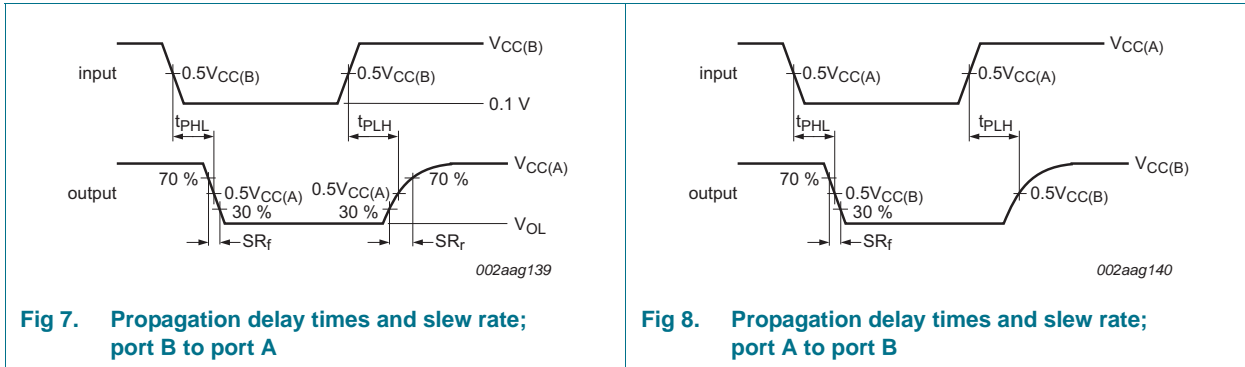 VCC(B)
input
0.5VCC(B)
0.5VCC(B)
0.1 V
tPHL
tPLH
VCC(A)
70 %
70 %
output
0.5VCC(A)
0.5VCC(A)
30 %
30 %
VOL
SRf
SRr
002aag139
Fig 7. Propagation delay times and slew rate;
port B to port A
VCC(A)
input
0.5VCC(A)
0.5VCC(A)
tPHL
tPLH
VCC(B)
70 %
output
0.5VCC(B)
0.5VCC(B)
30 %
SRf
002aag140
Fig 8. Propagation delay times and slew rate;
port A to port B